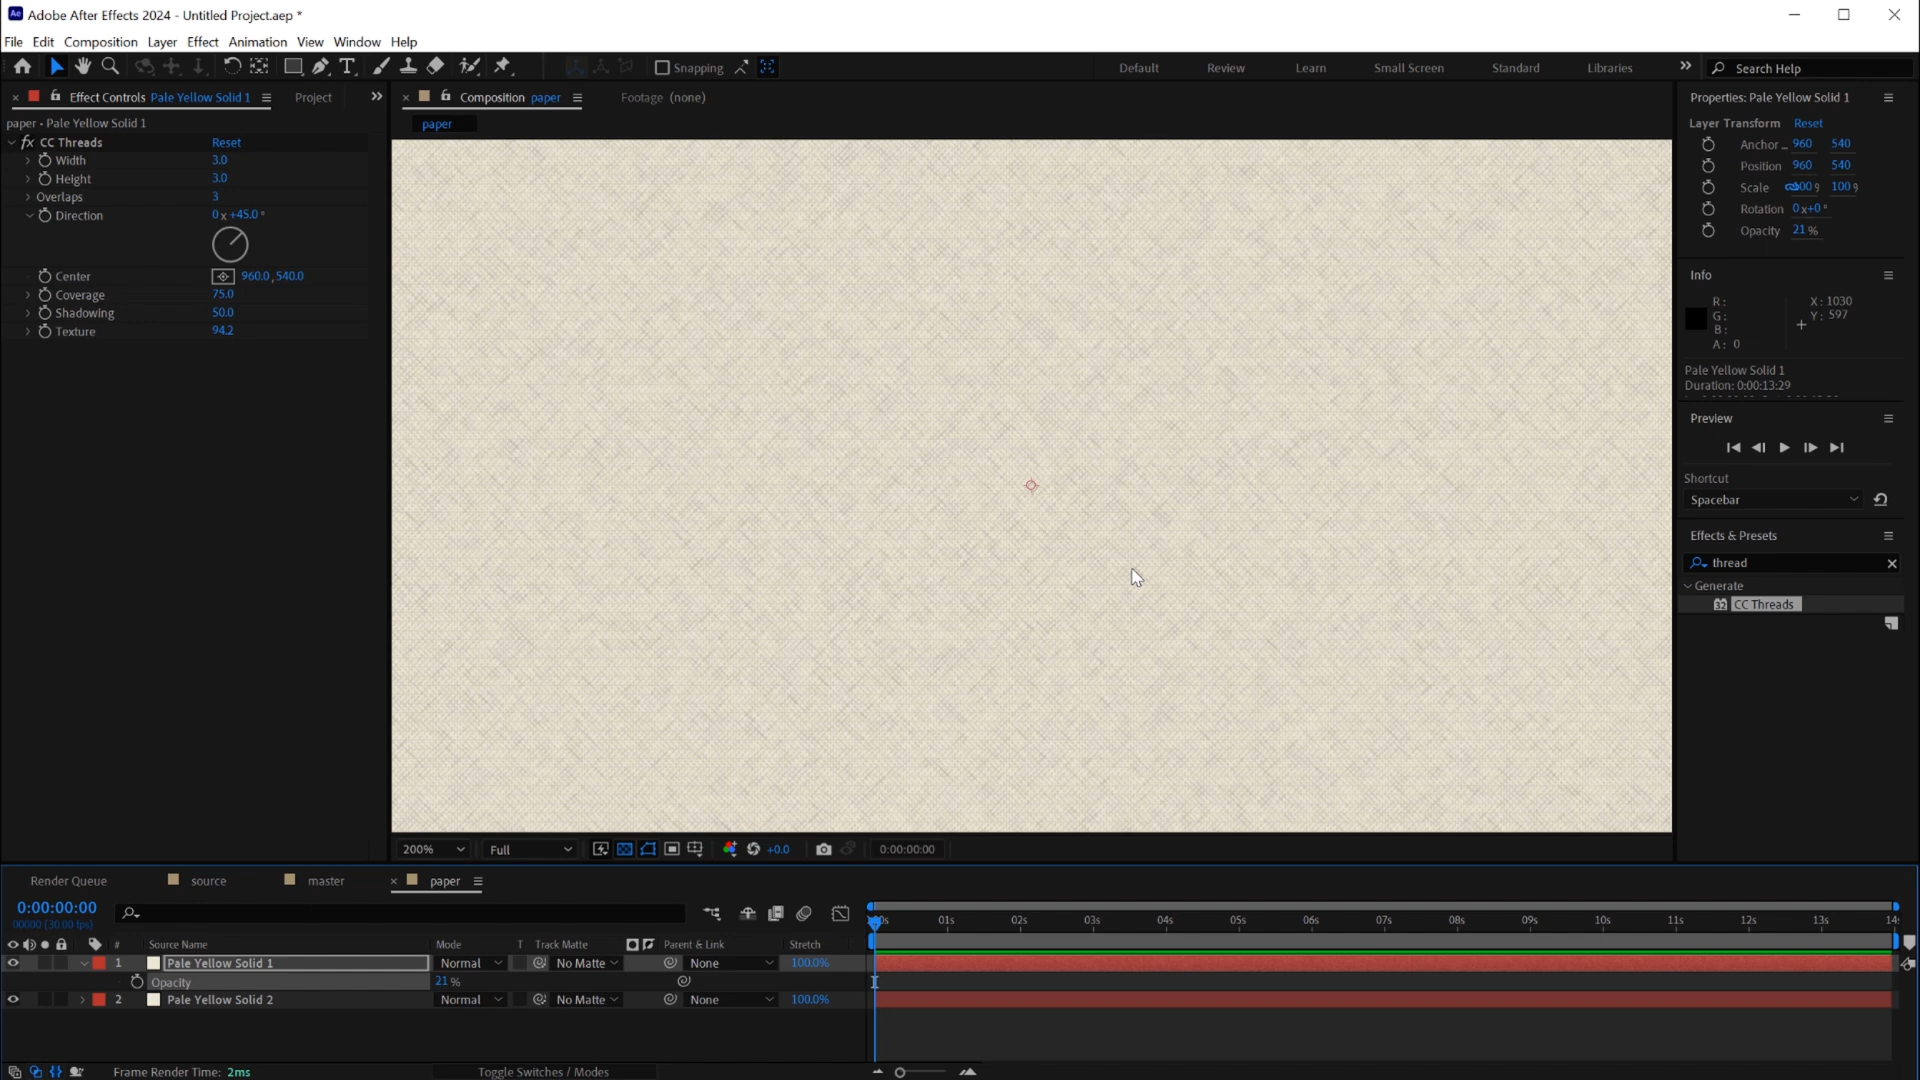 Adobe After Effects 2024 - Untitled Project.aep *
File Edit Composition Layer Effect Animation View Window Help
Snapping Default Review Learn Small Screen Standard Libraries Search Help
Effect Controls Pale Yellow Solid 1 Project
Composition paper Footage (none)
Properties: Pale Yellow Solid 1
paper • Pale Yellow Solid 1
paper
Layer Transform Reset
fx CC Threads Reset
Anchor ... 960 540
Width 3.0
Position 960 540
Height 3.0
Scale 100 100
Overlaps 3
Rotation 0x+0°
Direction 0x+45.0°
Opacity 21 %
Center 960.0, 540.0
Info
Coverage 75.0
R: X: 1030
Shadowing 50.0
G: Y: 597
Texture 94.2
B:
A: 0
Pale Yellow Solid 1
Duration: 0:00:13:29
Preview
Shortcut
Spacebar
Effects & Presets
thread
Generate
32 CC Threads
200% Full +0.0 0:00:00:00
Render Queue source master paper
0:00:00:00
00000 (30.00 fps)
00s 01s 02s 03s 04s 05s 06s 07s 08s 09s 10s 11s 12s 13s 14s
# Source Name Mode T Track Matte Parent & Link Stretch
1 Pale Yellow Solid 1 Normal No Matte None 100.0%
Opacity 21 %
2 Pale Yellow Solid 2 Normal No Matte None 100.0%
Frame Render Time: 2ms Toggle Switches / Modes